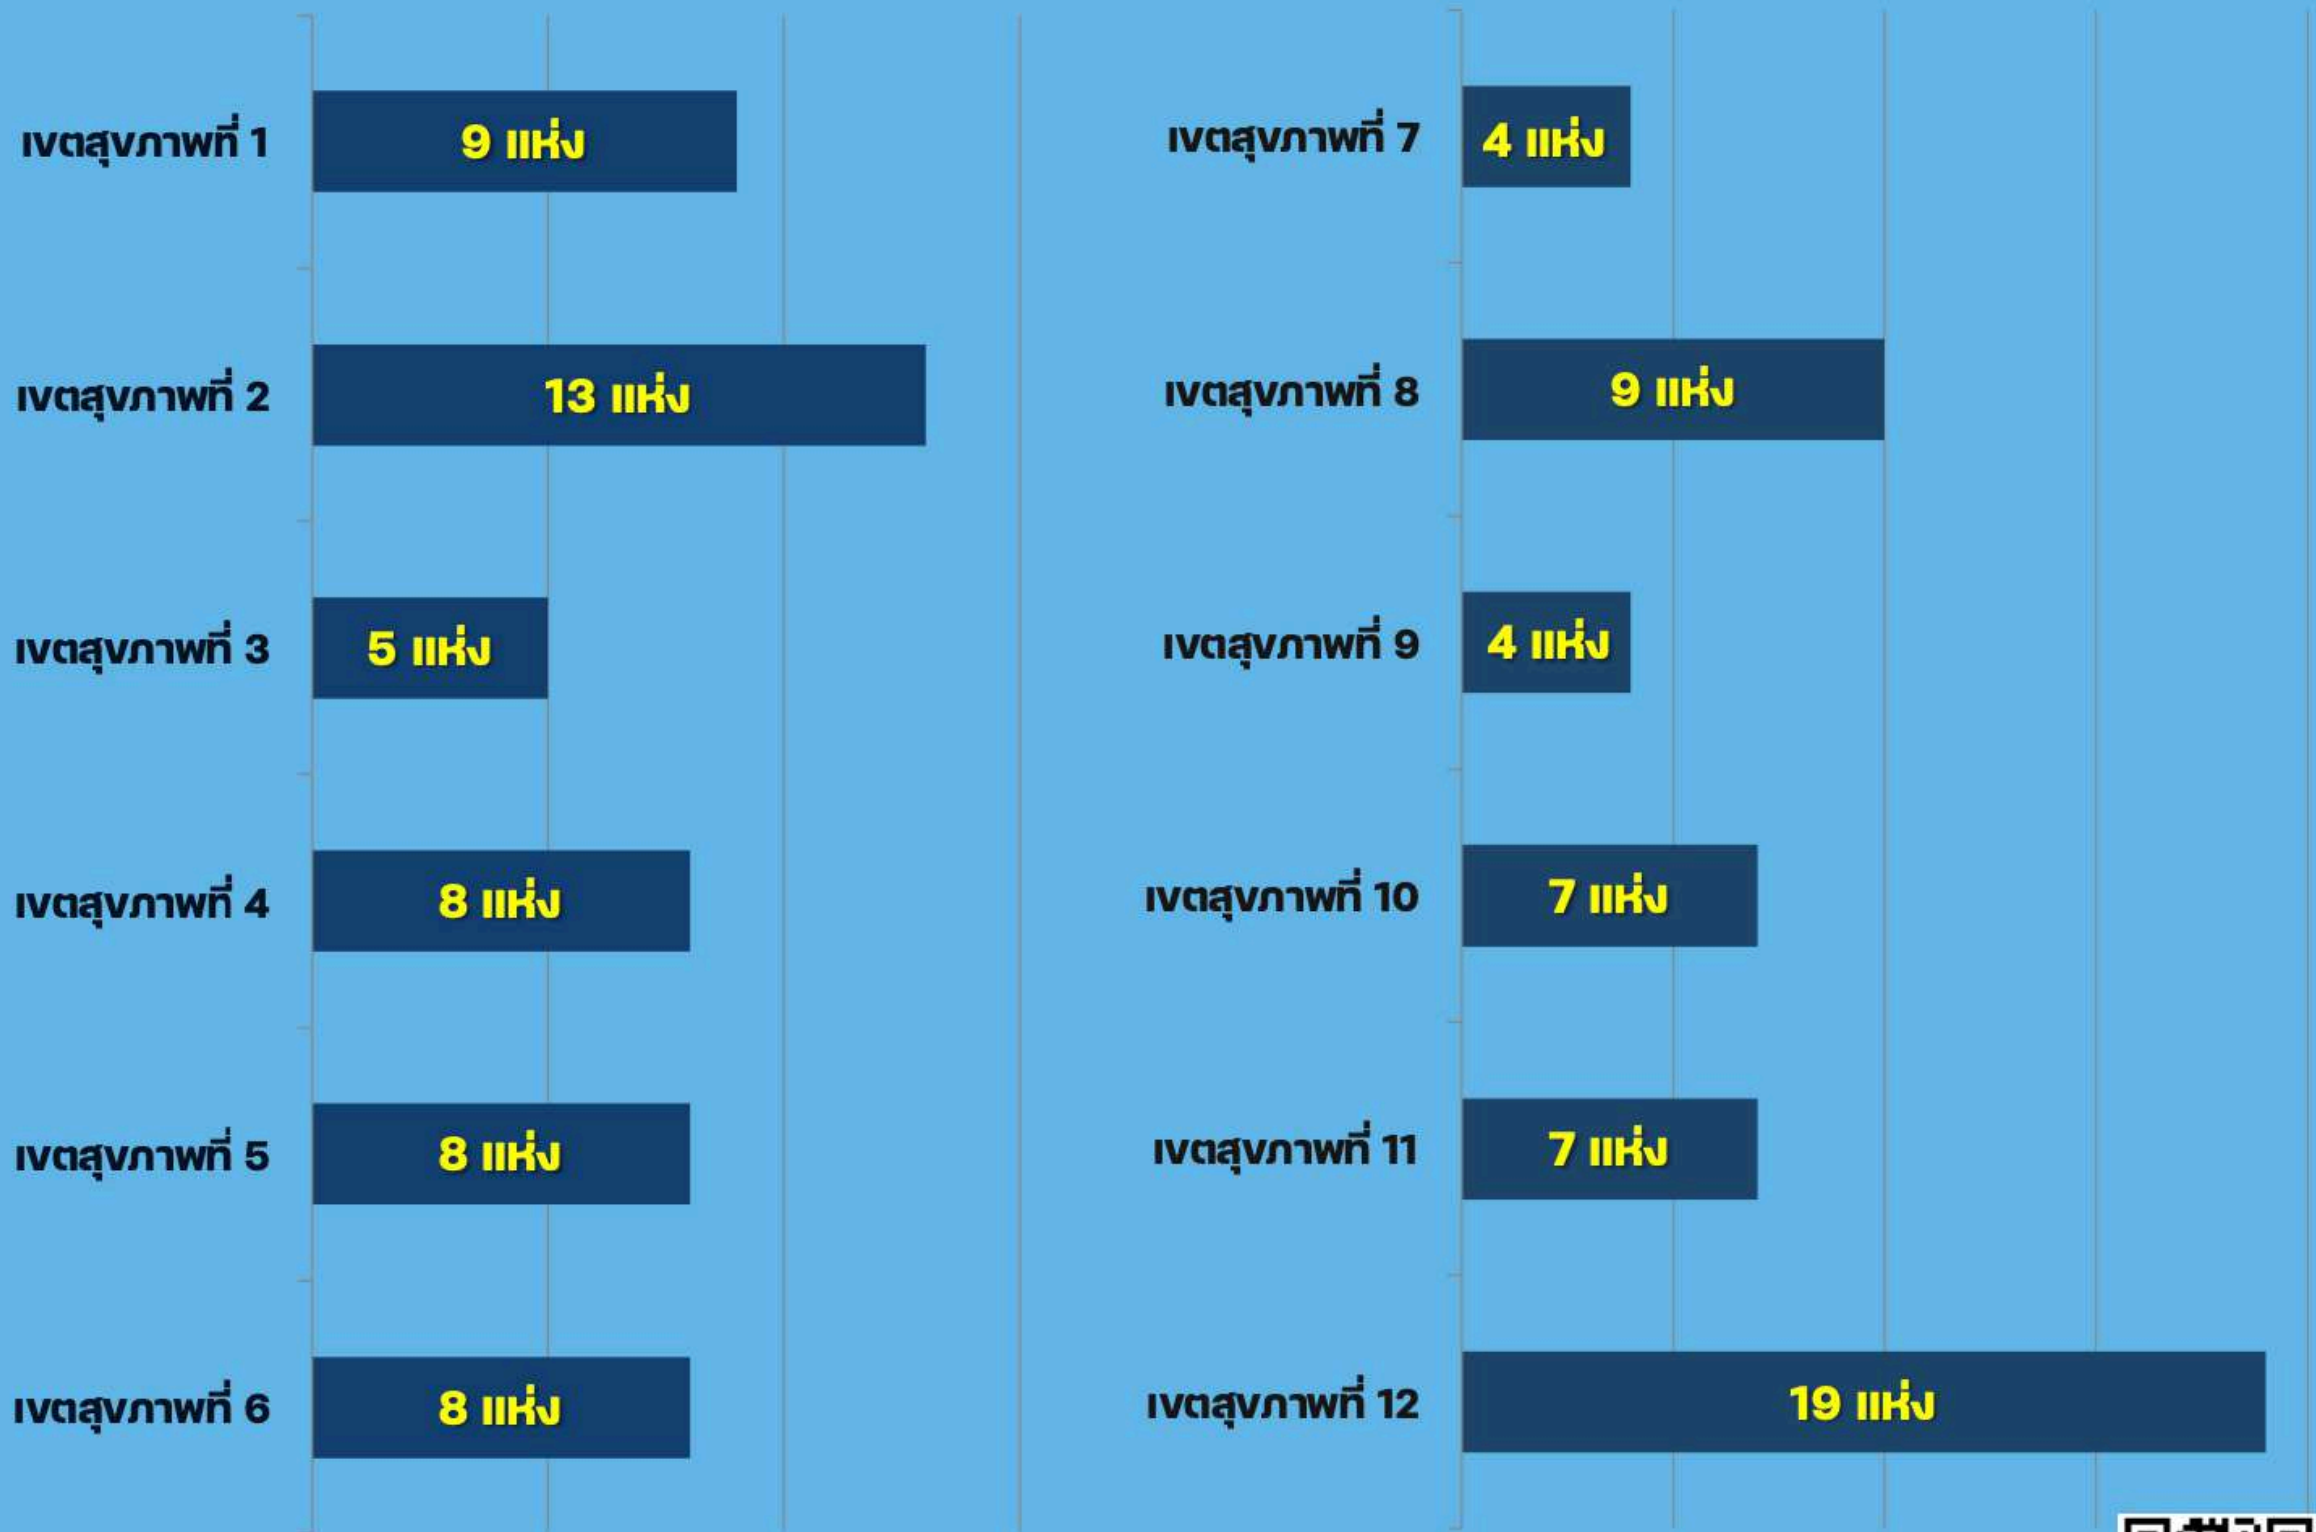 เขตสุขภาพที่ 1
9 แห่ง
เขตสุขภาพที่ 2
13 แห่ง
เขตสุขภาพที่ 3
5 แห่ง
เขตสุขภาพที่ 4
8 แห่ง
เขตสุขภาพที่ 5
8 แห่ง
เขตสุขภาพที่ 6
8 แห่ง
เขตสุขภาพที่ 7
4 แห่ง
เขตสุขภาพที่ 8
9 แห่ง
เขตสุขภาพที่ 9
4 แห่ง
เขตสุขภาพที่ 10
7 แห่ง
เขตสุขภาพที่ 11
7 แห่ง
เขตสุขภาพที่ 12
19 แห่ง